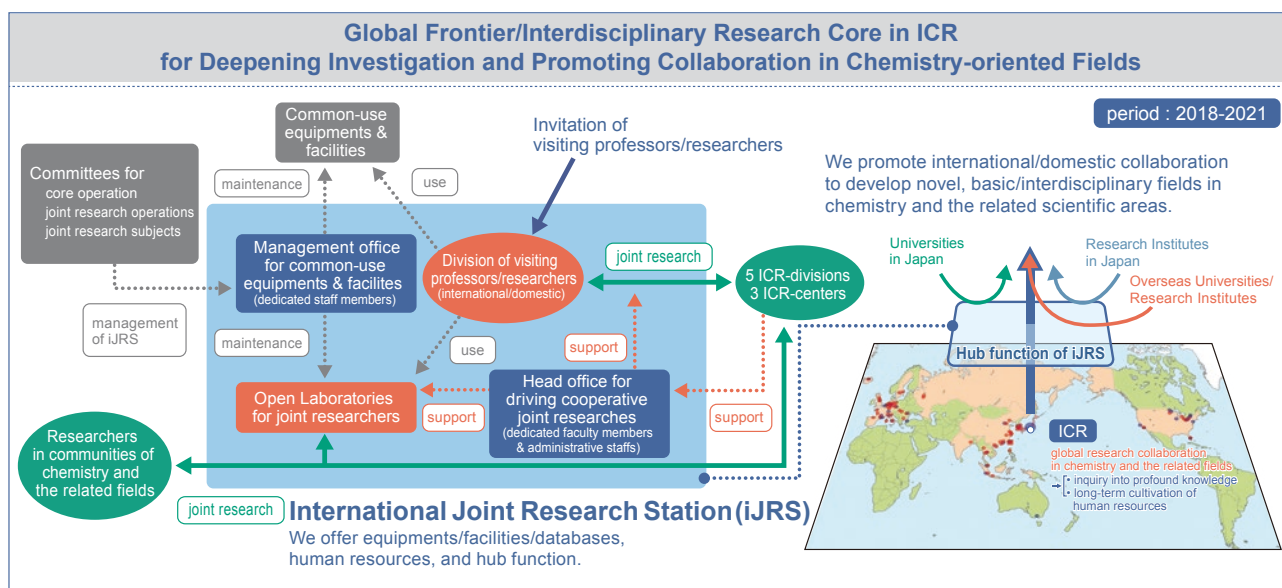 Global Frontier/Interdisciplinary Research Core in ICR
for Deepening Investigation and Promoting Collaboration in Chemistry-oriented Fields
period : 2018-2021
Common-use
equipments &
facilities
Invitation of
visiting professors/researchers
Committees for
core operation
joint research operations
joint research subjects
maintenance
use
Management office
for common-use
equipments & facilites
(dedicated staff members)
Division of visiting
professors/researchers
(international/domestic)
joint research
5 ICR-divisions
3 ICR-centers
management
of iJRS
maintenance
use
support
Open Laboratories
for joint researchers
support
Head office for
driving cooperative
joint researches
(dedicated faculty members
& administrative staffs)
support
Researchers
in communities of
chemistry and
the related fields
joint research
International Joint Research Station (iJRS)
We offer equipments/facilities/databases,
human resources, and hub function.
We promote international/domestic collaboration
to develop novel, basic/interdisciplinary fields in
chemistry and the related scientific areas.
Universities
in Japan
Research Institutes
in Japan
Overseas Universities/
Research Institutes
Hub function of iJRS
ICR
global research collaboration
in chemistry and the related fields
• inquiry into profound knowledge
• long-term cultivation of
human resources